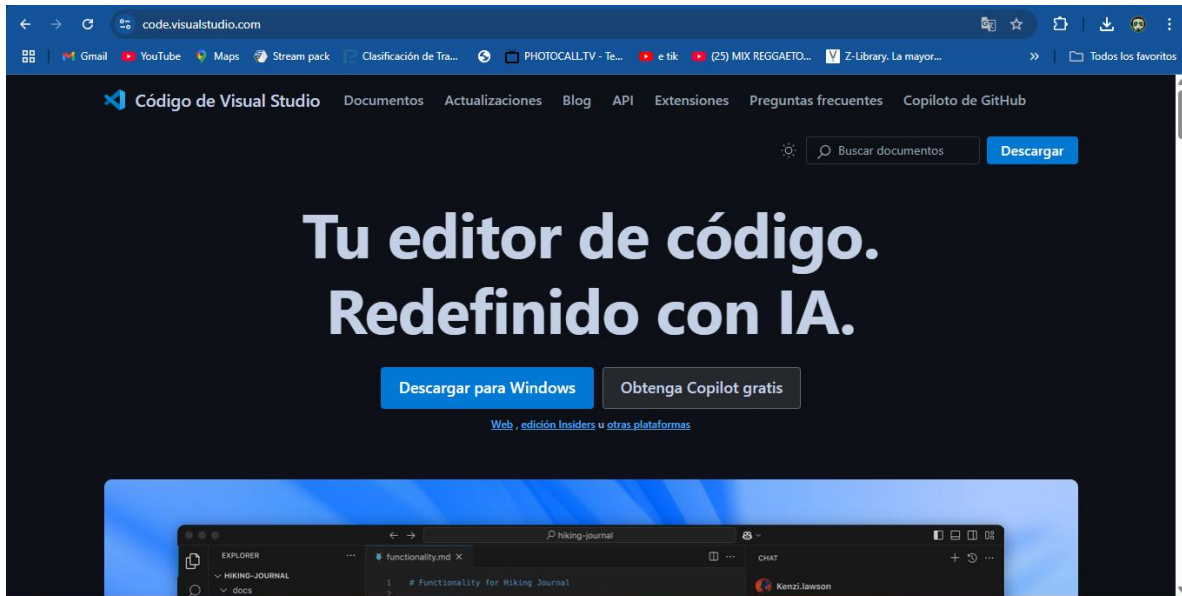 code.visualstudio.com
Gmail YouTube Maps Stream pack Clasificación de Tra... PHOTOCALL.TV - Te... e tik (25) MIX REGGAETO... Z-Library. La mayor... » Todos los favoritos
Código de Visual Studio Documentos Actualizaciones Blog API Extensiones Preguntas frecuentes Copiloto de GitHub
Buscar documentos Descargar
Tu editor de código.
Redefinido con IA.
Descargar para Windows Obtenga Copilot gratis
Web , edición Insiders u otras plataformas
hiking-journal
EXPLORER ... functionality.md × ... CHAT
HIKING-JOURNAL 1 # Functionality for Hiking Journal Kenzi.lawson
docs 2